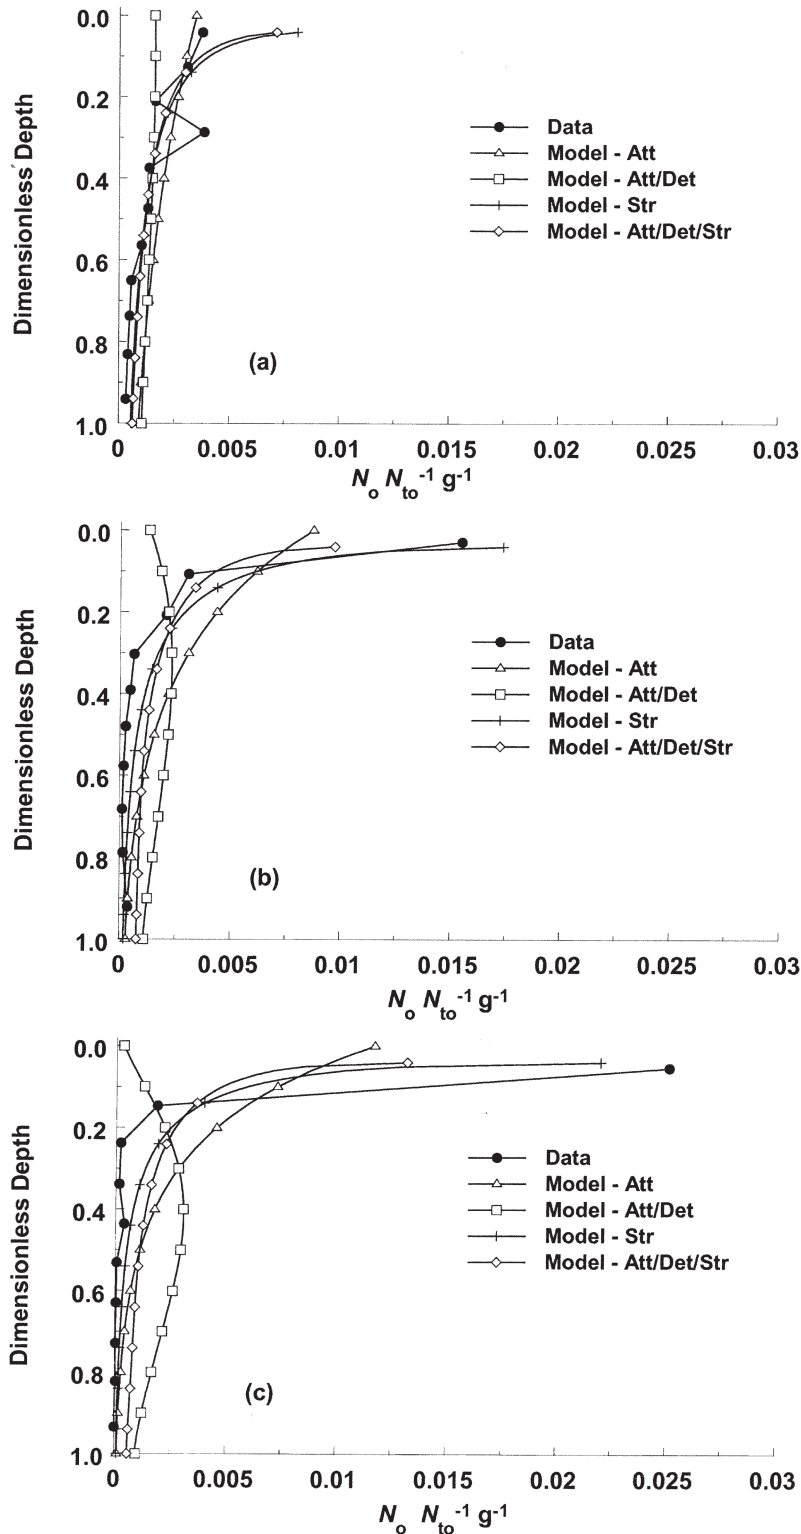 0.0
0.2
0.4
0.6
0.8
1.0
Dimensionless Depth
Data
Model - Att
Model - Att/Det
Model - Str
Model - Att/Det/Str
(a)
0 0.005 0.01 0.015 0.02 0.025 0.03
N_o N_to^-1 g^-1
0.0
0.2
0.4
0.6
0.8
1.0
Dimensionless Depth
Data
Model - Att
Model - Att/Det
Model - Str
Model - Att/Det/Str
(b)
0 0.005 0.01 0.015 0.02 0.025 0.03
N_o N_to^-1 g^-1
0.0
0.2
0.4
0.6
0.8
1.0
Dimensionless Depth
Data
Model - Att
Model - Att/Det
Model - Str
Model - Att/Det/Str
(c)
0 0.005 0.01 0.015 0.02 0.025 0.03
N_o N_to^-1 g^-1